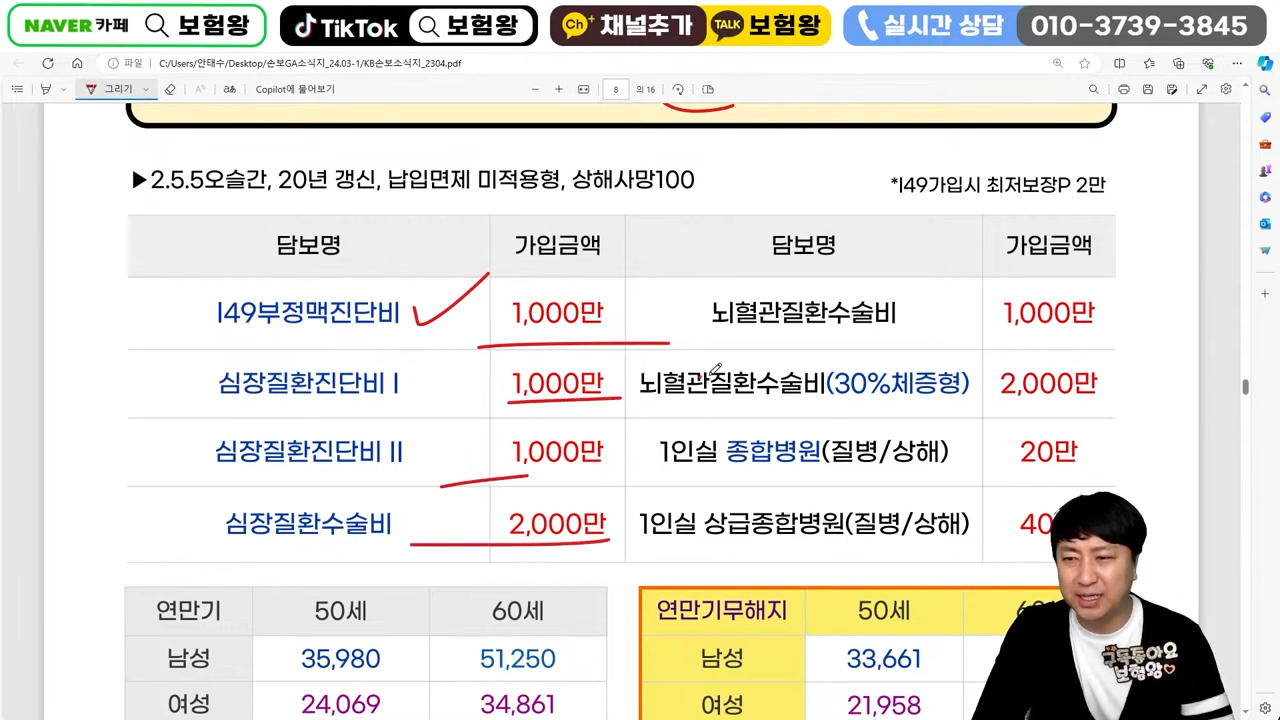 NAVER 카페 보험왕
TikTok 보험왕
Ch+ 채널추가 TALK 보험왕
실시간 상담 010-3739-3845
파일 C:/Users/안태수/Desktop/손보GA소식지_24.03-1/KB손보소식지_2304.pdf
그리기 Copilot에 물어보기 8 의 16
▶2.5.5오슬간, 20년 갱신, 납입면제 미적용형, 상해사망100
*I49가입시 최저보장P 2만
담보명 가입금액 담보명 가입금액
I49부정맥진단비 1,000만 뇌혈관질환수술비 1,000만
심장질환진단비 I 1,000만 뇌혈관질환수술비(30%체증형) 2,000만
심장질환진단비 II 1,000만 1인실 종합병원(질병/상해) 20만
심장질환수술비 2,000만 1인실 상급종합병원(질병/상해) 40
연만기 50세 60세 연만기무해지 50세
남성 35,980 51,250 남성 33,661
여성 24,069 34,861 여성 21,958
구독좋아요
보험왕